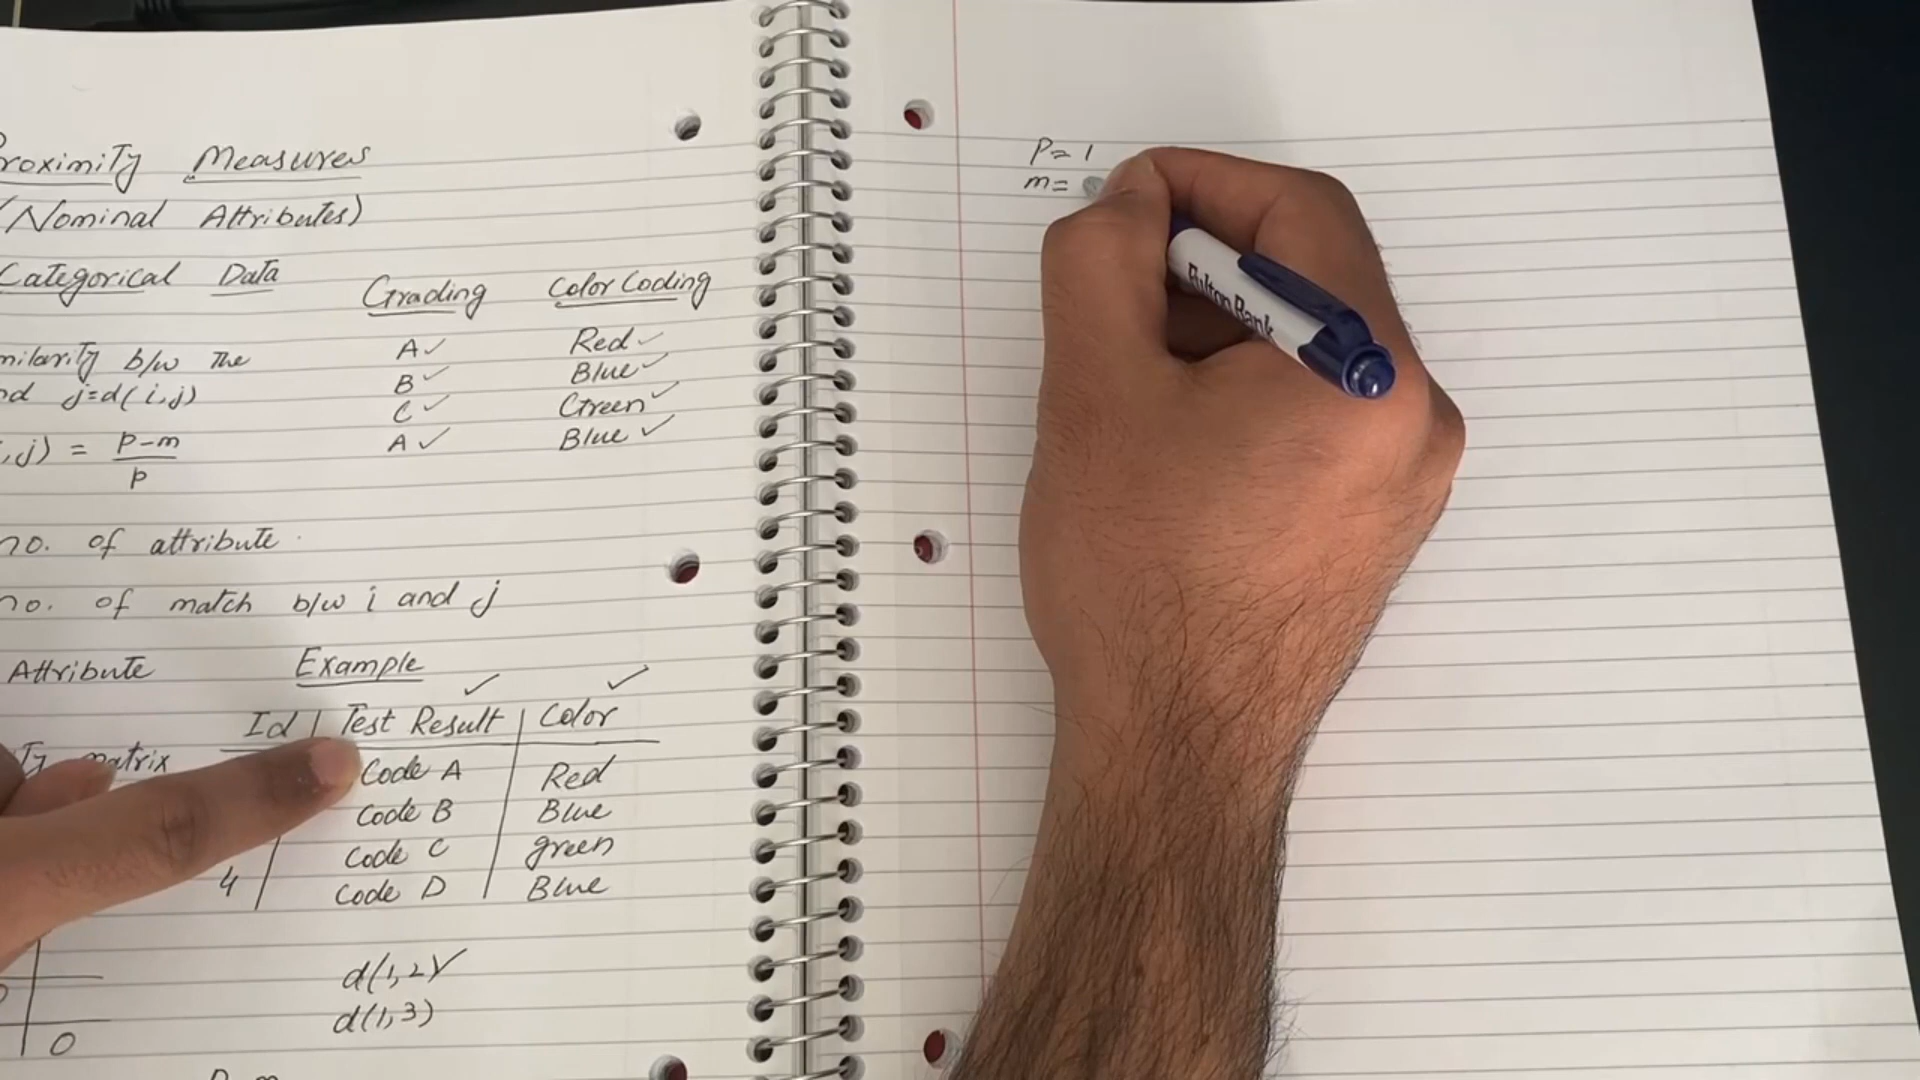 Proximity Measures
(Nominal Attributes)
Categorical Data
Grading Color Coding
A✓ Red✓
B✓ Blue✓
C✓ Green✓
A✓ Blue✓
milarity b/w The
nd j=d(i,j)
,j) = p-m
p
no. of attribute.
no. of match b/w i and j
Attribute
Example
✓ ✓
Id | Test Result | Color
Ty matrix
Code A Red
Code B Blue
Code C green
4 Code D Blue
d(1,2)✓
d(1,3)
0
P=1
m=
Fulton Bank